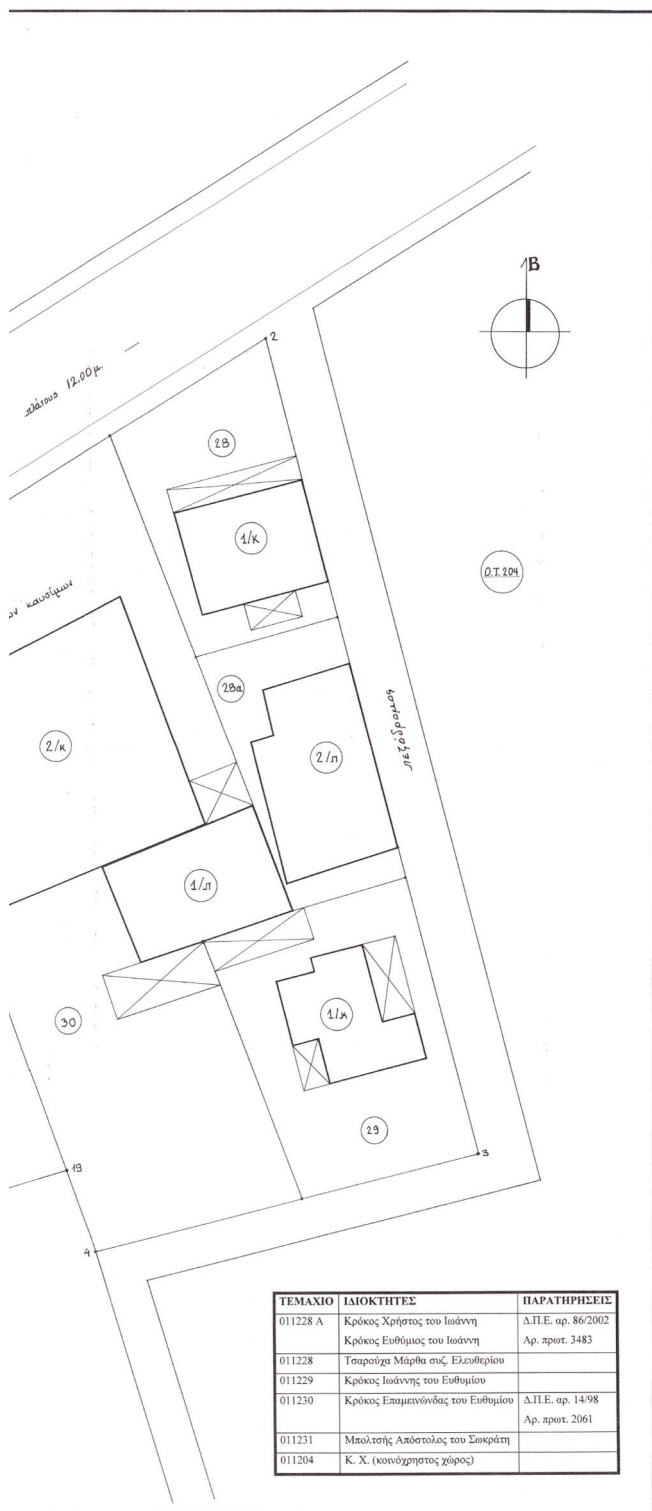 Β
2
πλάτους 12.00μ.
28
1/κ
Ο.Τ. 204
καυσίμων
28α
πεζόδρομος
2/κ
2/π
1/π
30
1/κ
29
19
3
4
ΤΕΜΑΧΙΟ ΙΔΙΟΚΤΗΤΕΣ ΠΑΡΑΤΗΡΗΣΕΙΣ
011228 Α Κρόκος Χρήστος του Ιωάννη Δ.Π.Ε. αρ. 86/2002
Κρόκος Ευθύμιος του Ιωάννη Αρ. πρωτ. 3483
011228 Τσαρούχα Μάρθα συζ. Ελευθερίου
011229 Κρόκος Ιωάννης του Ευθυμίου
011230 Κρόκος Επαμεινώνδας του Ευθυμίου Δ.Π.Ε. αρ. 14/98
Αρ. πρωτ. 2061
011231 Μπολτσής Απόστολος του Σωκράτη
011204 Κ. Χ. (κοινόχρηστος χώρος)